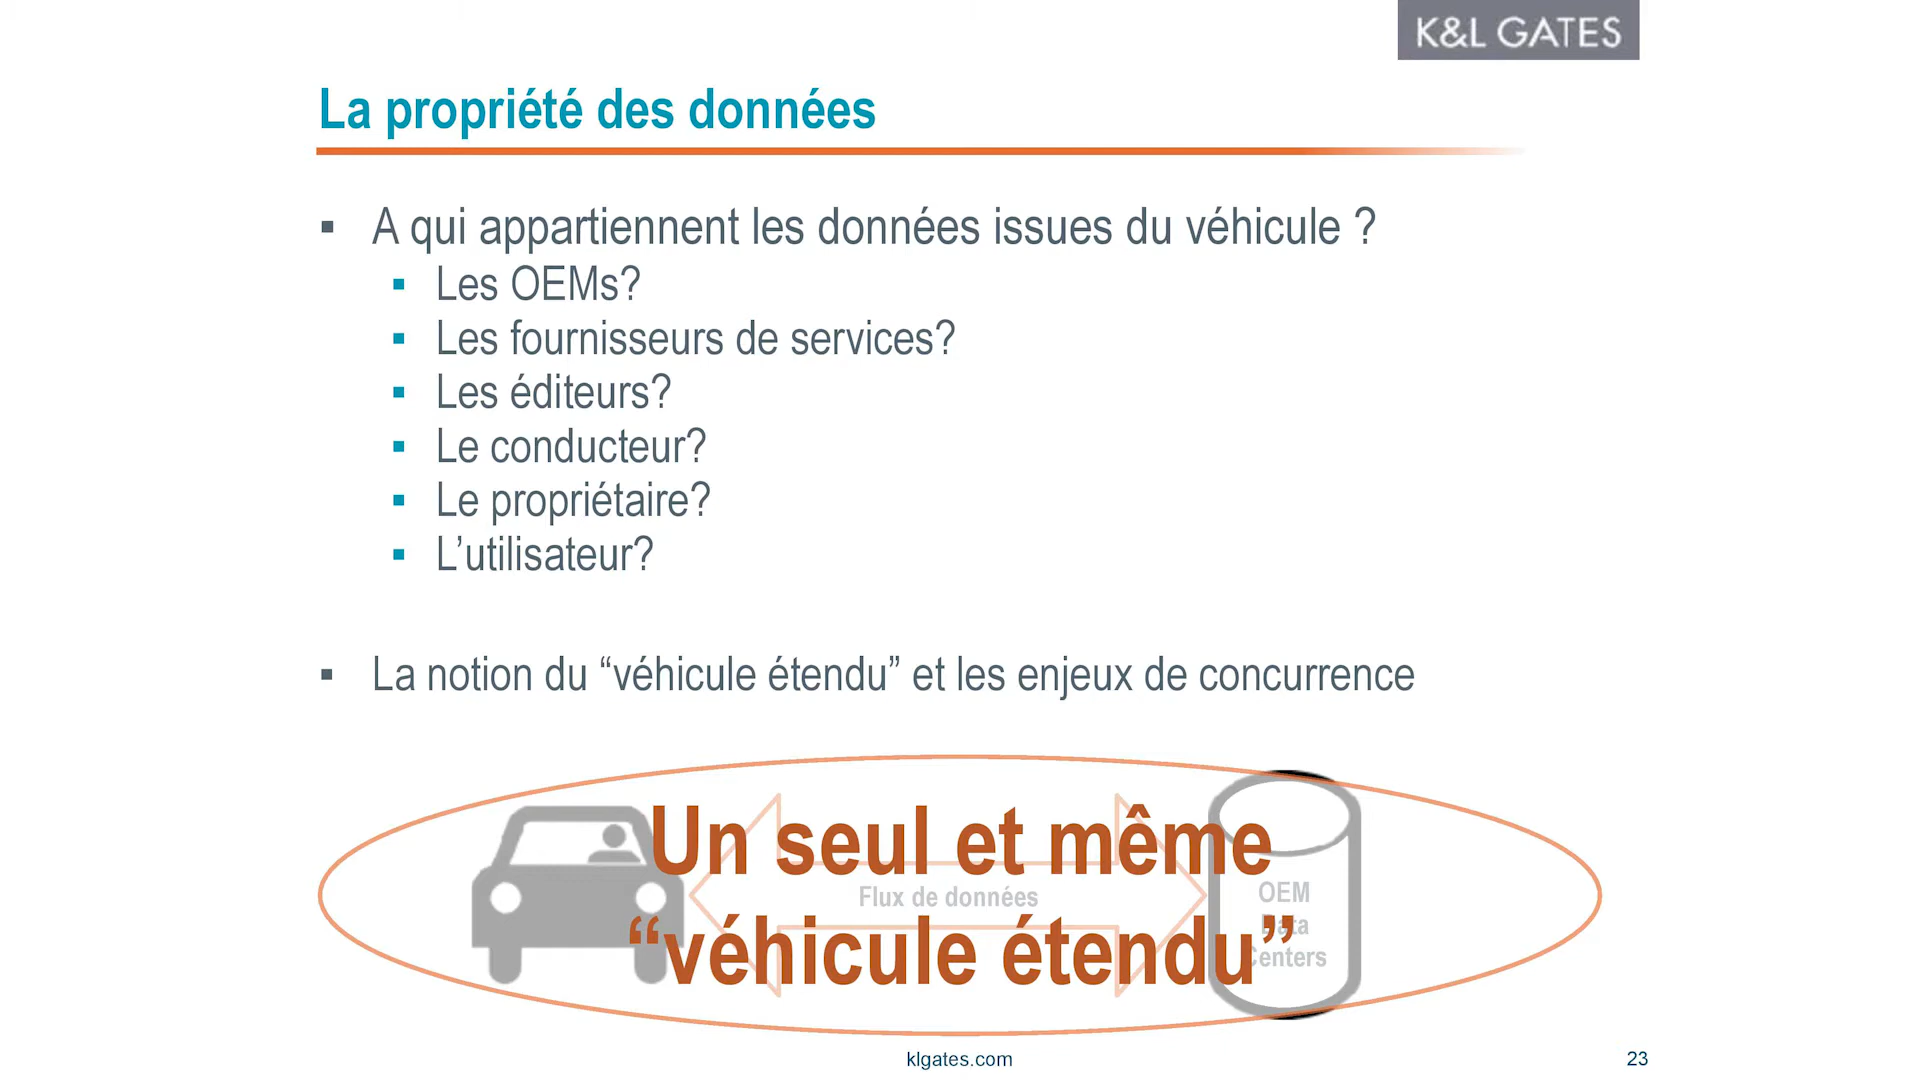 K&L GATES
La propriété des données
A qui appartiennent les données issues du véhicule ?
Les OEMs?
Les fournisseurs de services?
Les éditeurs?
Le conducteur?
Le propriétaire?
L’utilisateur?
La notion du “véhicule étendu” et les enjeux de concurrence
Un seul et même
“véhicule étendu”
Flux de données
OEM
Data
Centers
klgates.com
23